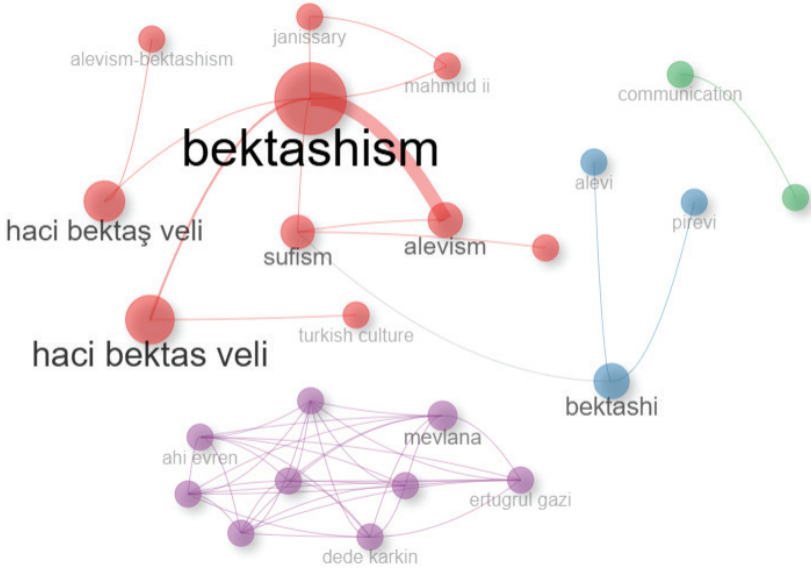 janissary
alevism-bektashism
mahmud ii
communication
bektashism
alevi
pirevi
haci bektaş veli
sufism
alevism
turkish culture
haci bektas veli
bektashi
mevlana
ahi evren
ertugrul gazi
dede karkin